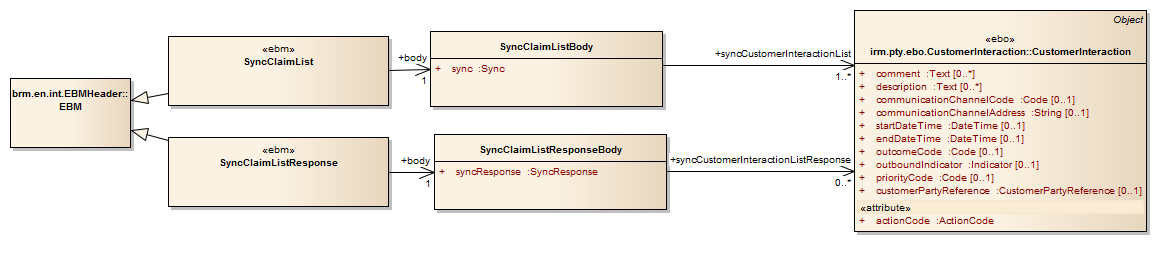 brm.en.int.EBMHeader::
EBM
«ebm»
SyncClaimList
+body
1
SyncClaimListBody
+ sync :Sync
+syncCustomerInteractionList
1..*
«ebm»
SyncClaimListResponse
+body
1
SyncClaimListResponseBody
+ syncResponse :SyncResponse
+syncCustomerInteractionListResponse
0..*
Object
«ebo»
irm.pty.ebo.CustomerInteraction::CustomerInteraction
+ comment :Text [0..*]
+ description :Text [0..*]
+ communicationChannelCode :Code [0..1]
+ communicationChannelAddress :String [0..1]
+ startDateTime :DateTime [0..1]
+ endDateTime :DateTime [0..1]
+ outcomeCode :Code [0..1]
+ outboundIndicator :Indicator [0..1]
+ priorityCode :Code [0..1]
+ customerPartyReference :CustomerPartyReference [0..1]
«attribute»
+ actionCode :ActionCode